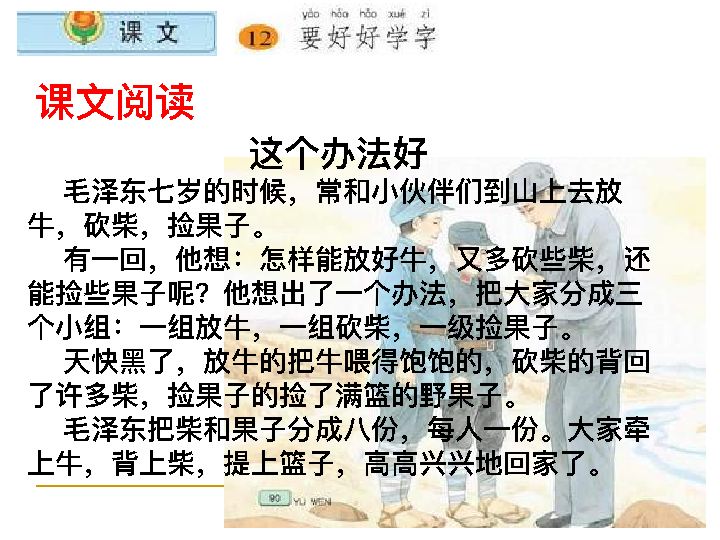 课文
yào hǎo hǎo xué zì
12 要好好学字
课文阅读
这个办法好
毛泽东七岁的时候，常和小伙伴们到山上去放
牛，砍柴，捡果子。
有一回，他想：怎样能放好牛，又多砍些柴，还
能捡些果子呢？他想出了一个办法，把大家分成三
个小组：一组放牛，一组砍柴，一级捡果子。
天快黑了，放牛的把牛喂得饱饱的，砍柴的背回
了许多柴，捡果子的捡了满篮的野果子。
毛泽东把柴和果子分成八份，每人一份。大家牵
上牛，背上柴，提上篮子，高高兴兴地回家了。
90 YU WEN